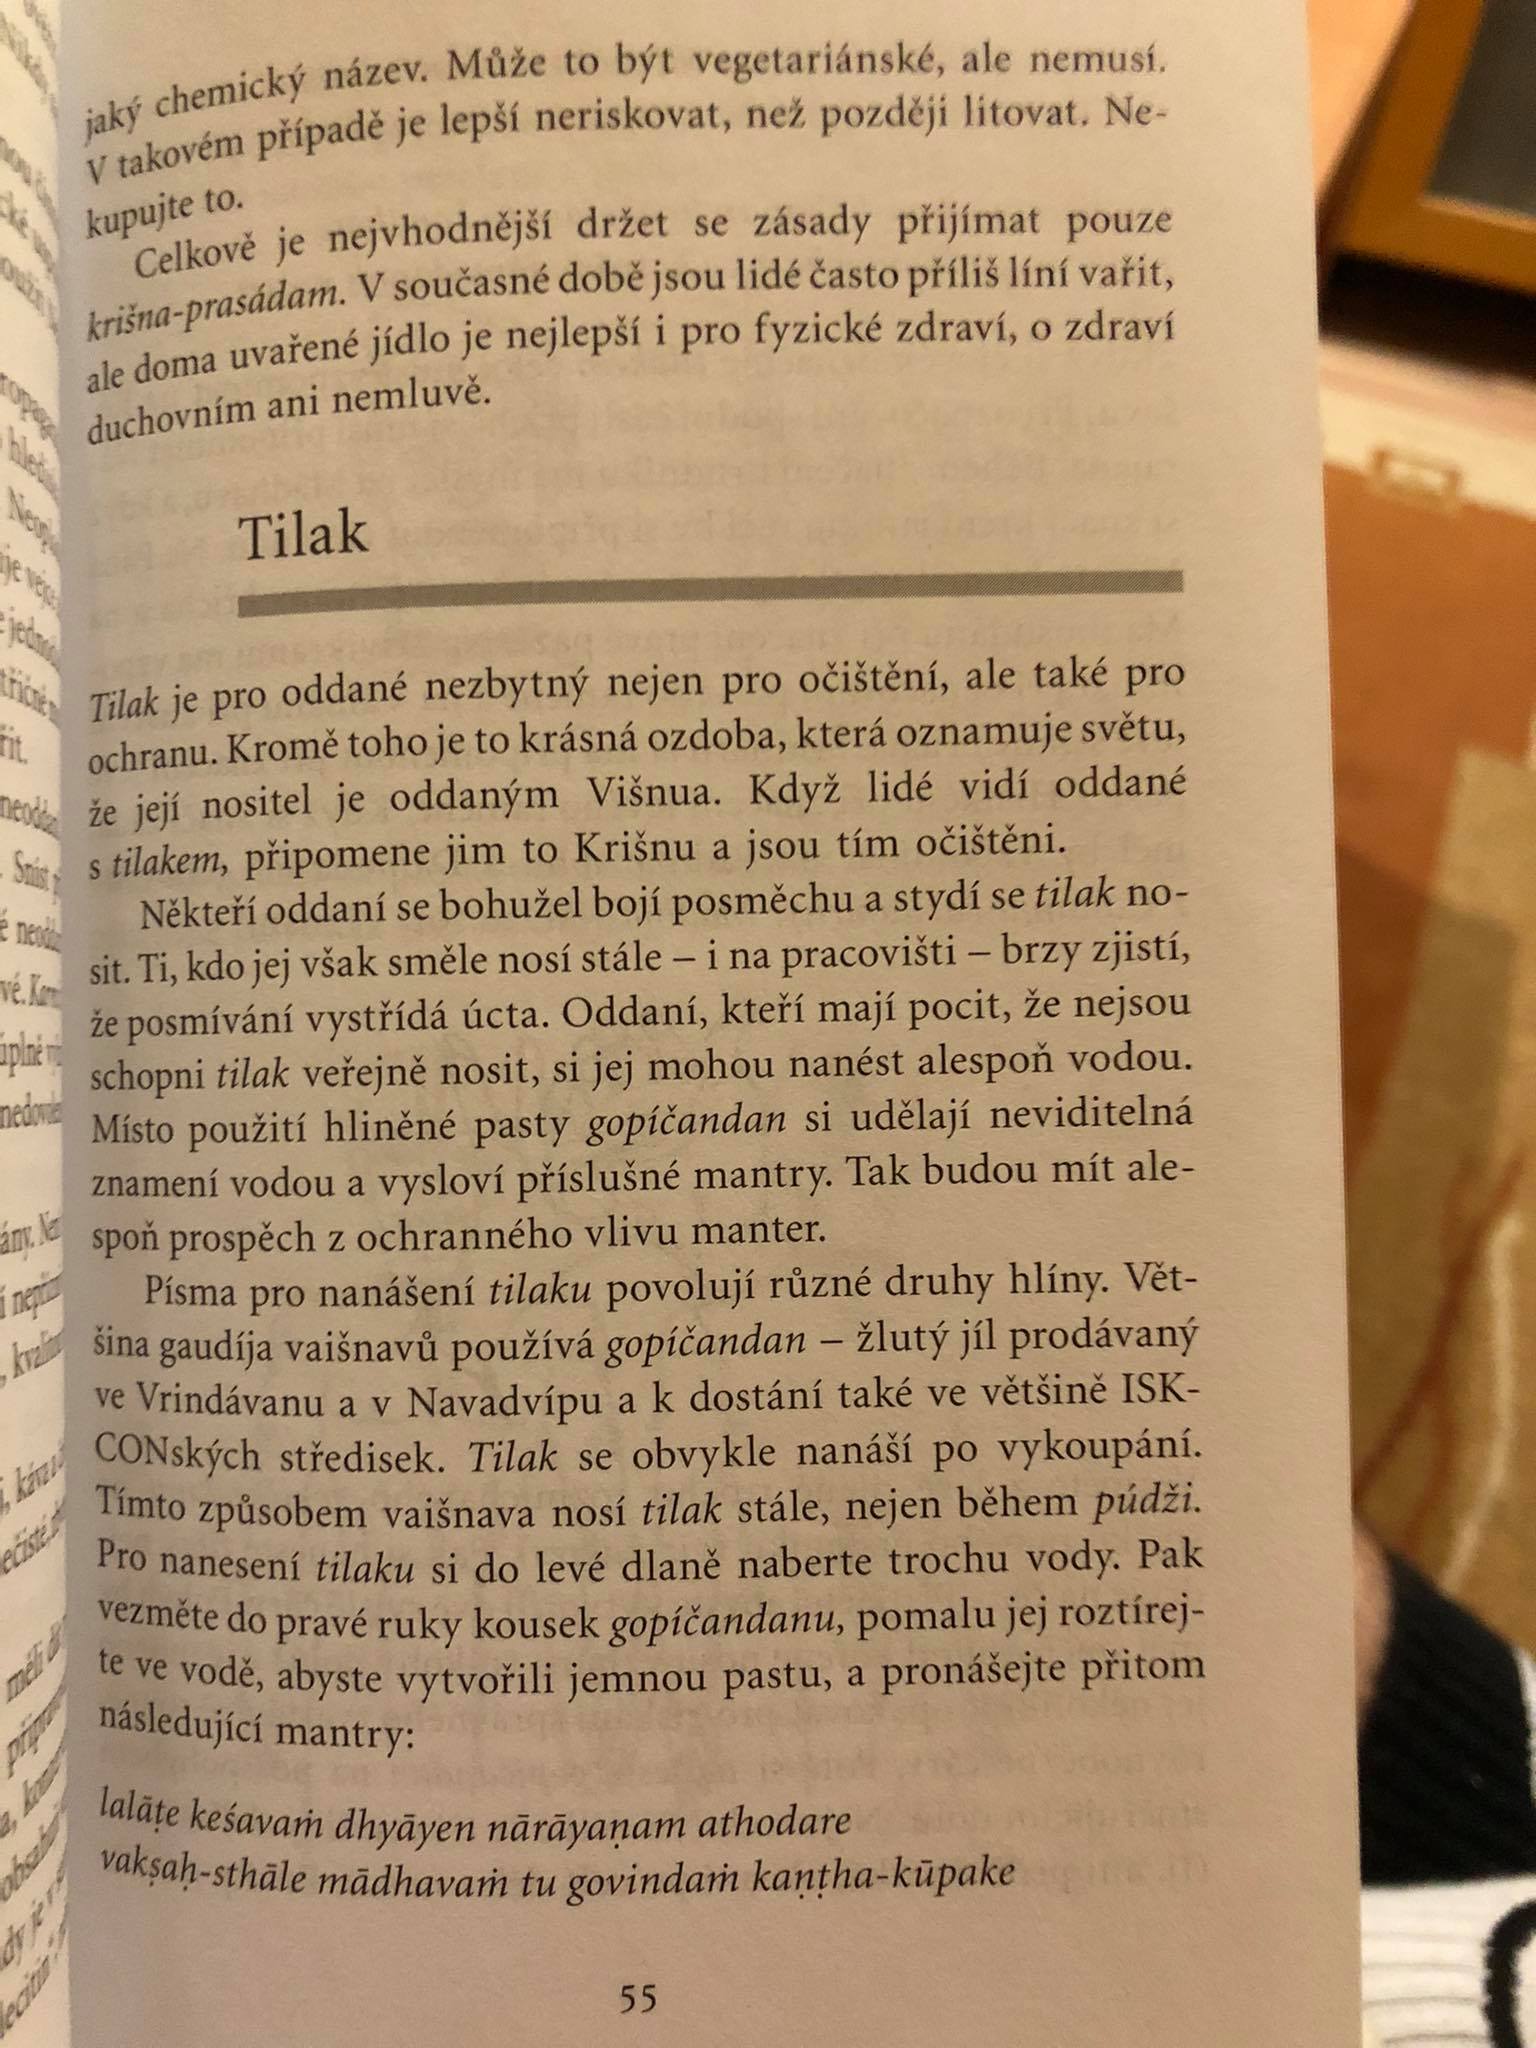 jaký chemický název. Může to být vegetariánské, ale nemusí.
V takovém případě je lepší neriskovat, než později litovat. Ne-
kupujte to.
Celkově je nejvhodnější držet se zásady přijímat pouze
krišna-prasádam. V současné době jsou lidé často příliš líní vařit,
ale doma uvařené jídlo je nejlepší i pro fyzické zdraví, o zdraví
duchovním ani nemluvě.
Tilak
Tilak je pro oddané nezbytný nejen pro očištění, ale také pro
ochranu. Kromě toho je to krásná ozdoba, která oznamuje světu,
že její nositel je oddaným Višnua. Když lidé vidí oddané
s tilakem, připomene jim to Krišnu a jsou tím očištěni.
Někteří oddaní se bohužel bojí posměchu a stydí se tilak no-
sit. Ti, kdo jej však směle nosí stále – i na pracovišti – brzy zjistí,
že posmívání vystřídá úcta. Oddaní, kteří mají pocit, že nejsou
schopni tilak veřejně nosit, si jej mohou nanést alespoň vodou.
Místo použití hliněné pasty gopíčandan si udělají neviditelná
znamení vodou a vysloví příslušné mantry. Tak budou mít ale-
spoň prospěch z ochranného vlivu manter.
Písma pro nanášení tilaku povolují různé druhy hlíny. Vět-
šina gaudíja vaišnavů používá gopíčandan – žlutý jíl prodávaný
ve Vrindávanu a v Navadvípu a k dostání také ve většině ISK-
CONských středisek. Tilak se obvykle nanáší po vykoupání.
Tímto způsobem vaišnava nosí tilak stále, nejen během púdži.
Pro nanesení tilaku si do levé dlaně naberte trochu vody. Pak
vezměte do pravé ruky kousek gopíčandanu, pomalu jej roztírej-
te ve vodě, abyste vytvořili jemnou pastu, a pronášejte přitom
následující mantry:
lalāṭe keśavaṁ dhyāyen nārāyaṇam athodare
vakṣaḥ-sthāle mādhavaṁ tu govindaṁ kaṇṭha-kūpake
55